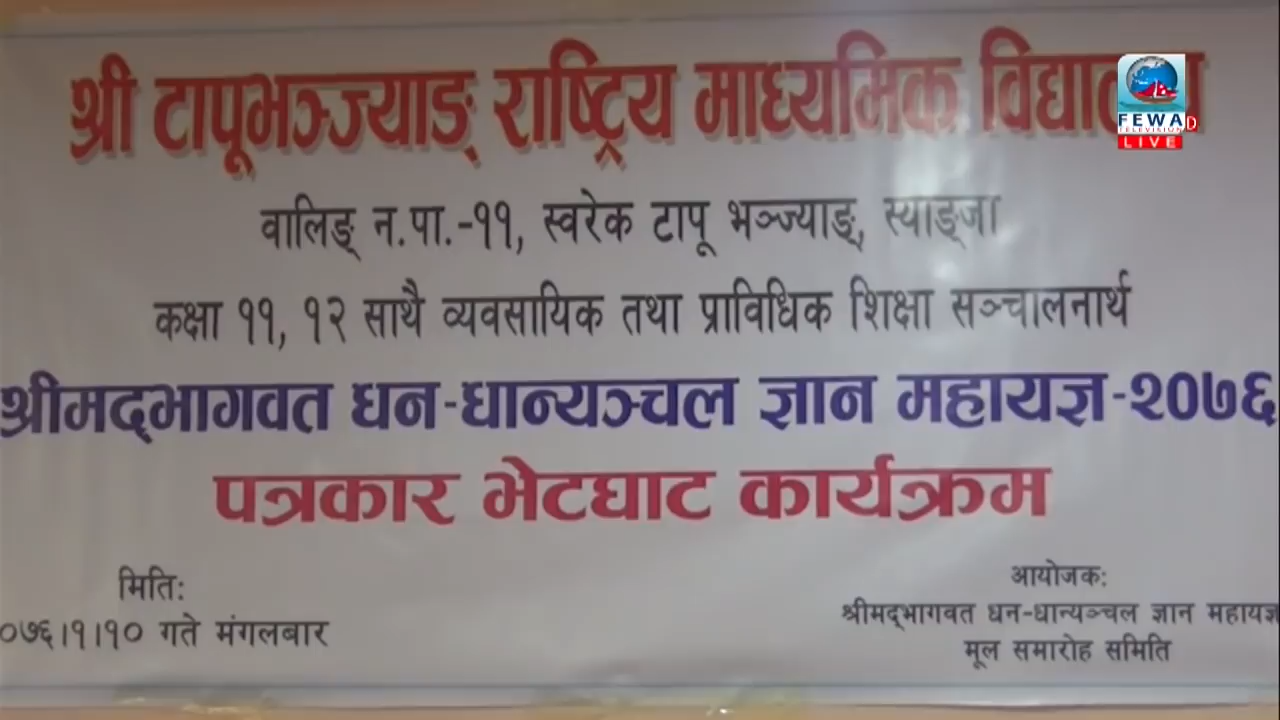 श्री टापूभञ्ज्याङ् राष्ट्रिय माध्यमिक विद्यालय
FEWA
TELEVISION
D
LIVE
वालिङ् न.पा.-११, स्वरेक टापू भञ्ज्याङ्, स्याङ्जा
कक्षा ११, १२ साथै व्यवसायिक तथा प्राविधिक शिक्षा सञ्चालनार्थ
श्रीमद्भागवत धन-धान्यञ्चल ज्ञान महायज्ञ-२०७६
पत्रकार भेटघाट कार्यक्रम
मिति:
०७६।१।१० गते मंगलबार
आयोजक:
श्रीमद्भागवत धन-धान्यञ्चल ज्ञान महायज्ञ
मूल समारोह समिति